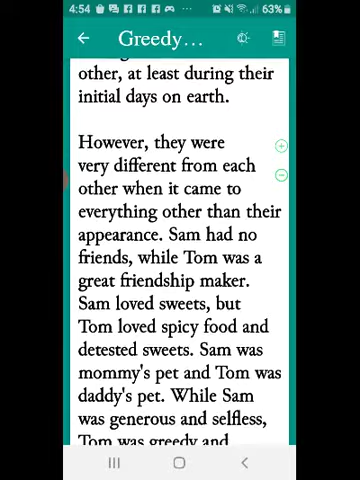 4:54
63%
Greedy...
other, at least during their
initial days on earth.
However, they were
very different from each
other when it came to
everything other than their
appearance. Sam had no
friends, while Tom was a
great friendship maker.
Sam loved sweets, but
Tom loved spicy food and
detested sweets. Sam was
mommy's pet and Tom was
daddy's pet. While Sam
was generous and selfless,
Tom was greedy and